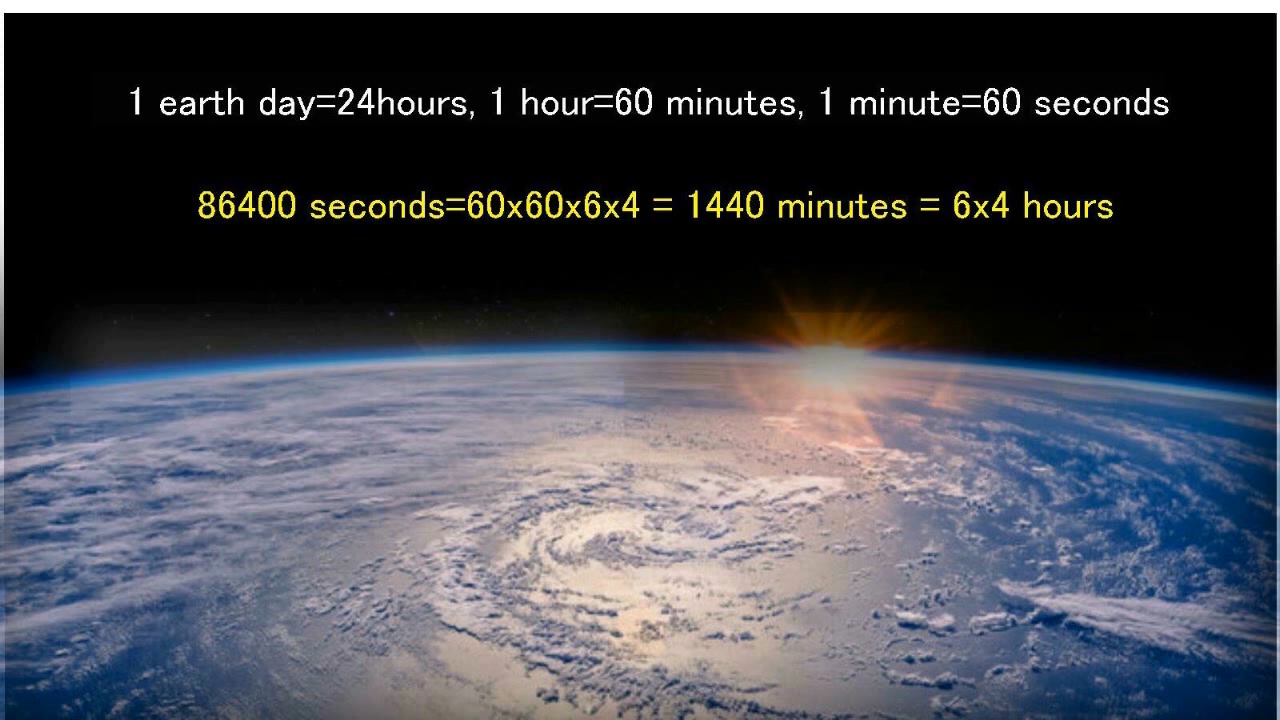 1 earth day=24hours, 1 hour=60 minutes, 1 minute=60 seconds
86400 seconds=60x60x6x4 = 1440 minutes = 6x4 hours